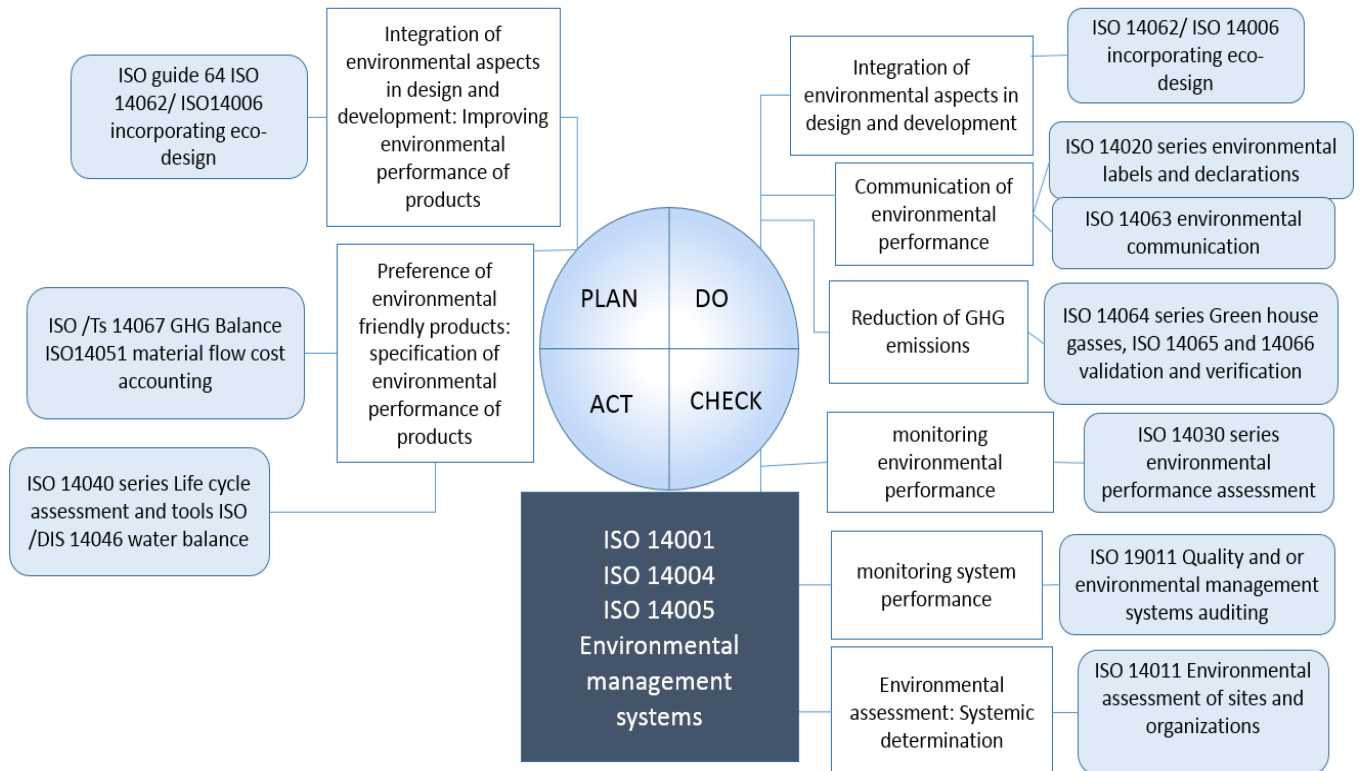 ISO guide 64 ISO
14062/ ISO14006
incorporating eco-
design
Integration of
environmental aspects
in design and
development: Improving
environmental
performance of
products
ISO /Ts 14067 GHG Balance
ISO14051 material flow cost
accounting
Preference of
environmental
friendly products:
specification of
environmental
performance of
products
ISO 14040 series Life cycle
assessment and tools ISO
/DIS 14046 water balance
PLAN
DO
ACT
CHECK
ISO 14001
ISO 14004
ISO 14005
Environmental
management
systems
Integration of
environmental aspects in
design and development
ISO 14062/ ISO 14006
incorporating eco-
design
Communication of
environmental
performance
ISO 14020 series environmental
labels and declarations
ISO 14063 environmental
communication
Reduction of GHG
emissions
ISO 14064 series Green house
gasses, ISO 14065 and 14066
validation and verification
monitoring
environmental
performance
ISO 14030 series
environmental
performance assessment
monitoring system
performance
ISO 19011 Quality and or
environmental management
systems auditing
Environmental
assessment: Systemic
determination
ISO 14011 Environmental
assessment of sites and
organizations